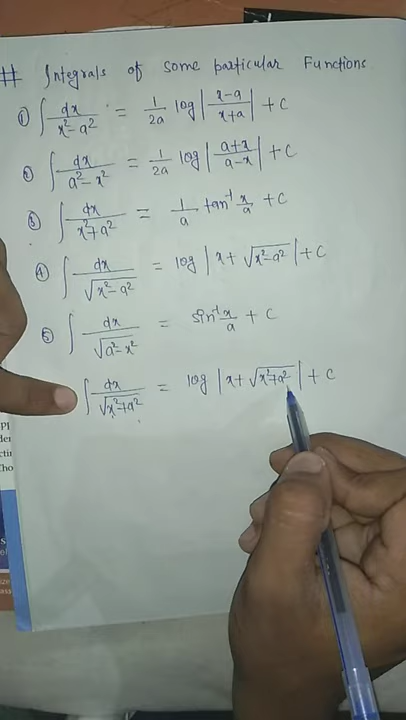 # Integrals of some particular Functions
① ∫ dx/(x²-a²) = 1/2a log |(x-a)/(x+a)| + C
② ∫ dx/(a²-x²) = 1/2a log |(a+x)/(a-x)| + C
③ ∫ dx/(x²+a²) = 1/a tan⁻¹ x/a + C
④ ∫ dx/√(x²-a²) = log |x+√(x²-a²)| + C
⑤ ∫ dx/√(a²-x²) = sin⁻¹ x/a + C
∫ dx/√(x²+a²) = log |x+√(x²+a²)| + C